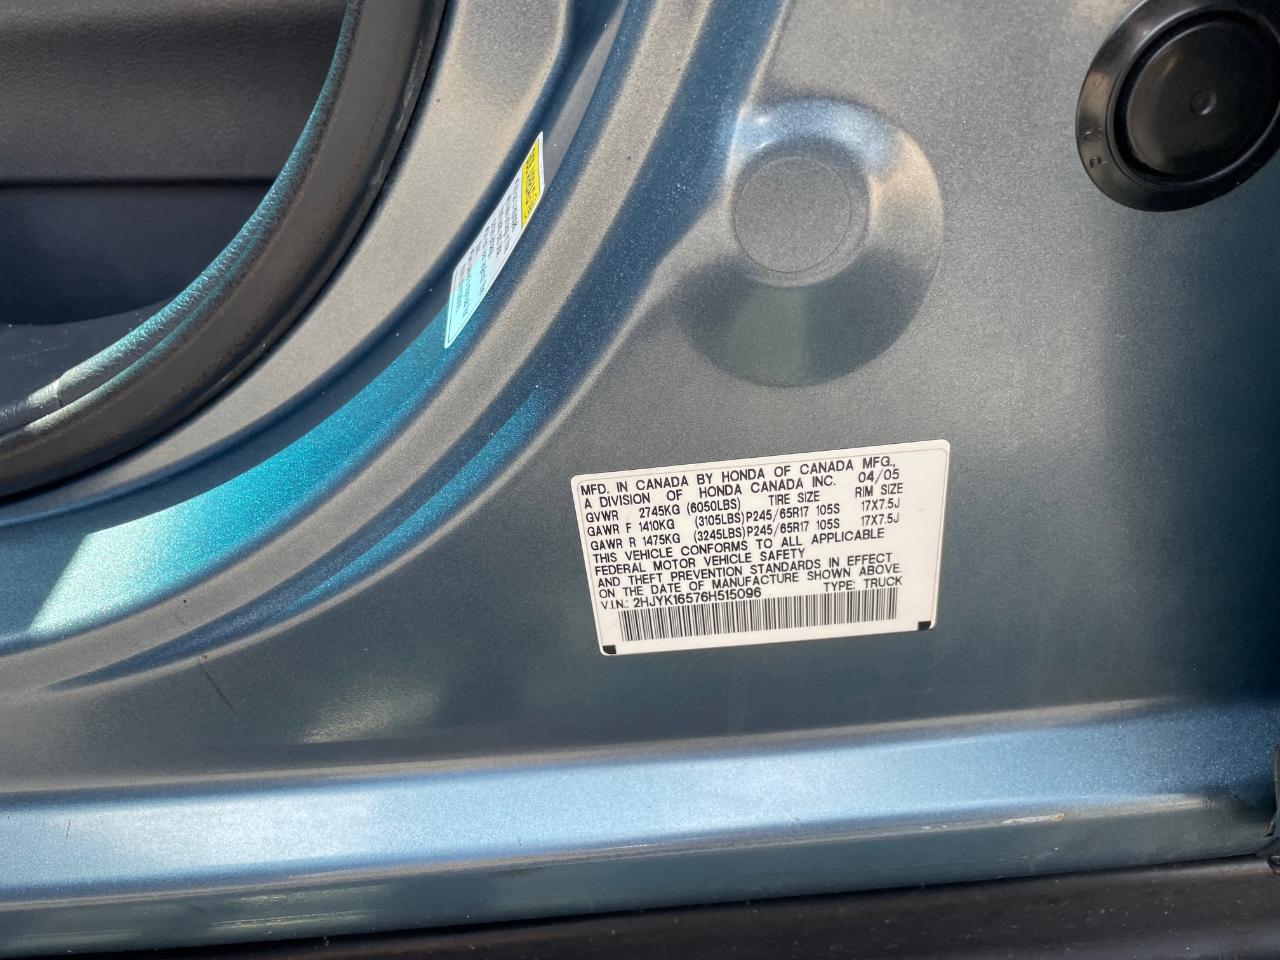 MFD. IN CANADA BY HONDA OF CANADA MFG.,
A DIVISION OF HONDA CANADA INC. 04/05
GVWR 2745KG (6050LBS) TIRE SIZE RIM SIZE
GAWR F 1410KG (3105LBS) P245/65R17 105S 17X7.5J
GAWR R 1475KG (3245LBS) P245/65R17 105S 17X7.5J
THIS VEHICLE CONFORMS TO ALL APPLICABLE
FEDERAL MOTOR VEHICLE SAFETY
AND THEFT PREVENTION STANDARDS IN EFFECT
ON THE DATE OF MANUFACTURE SHOWN ABOVE.
V.I.N.: 2HJYK16576H515096 TYPE: TRUCK